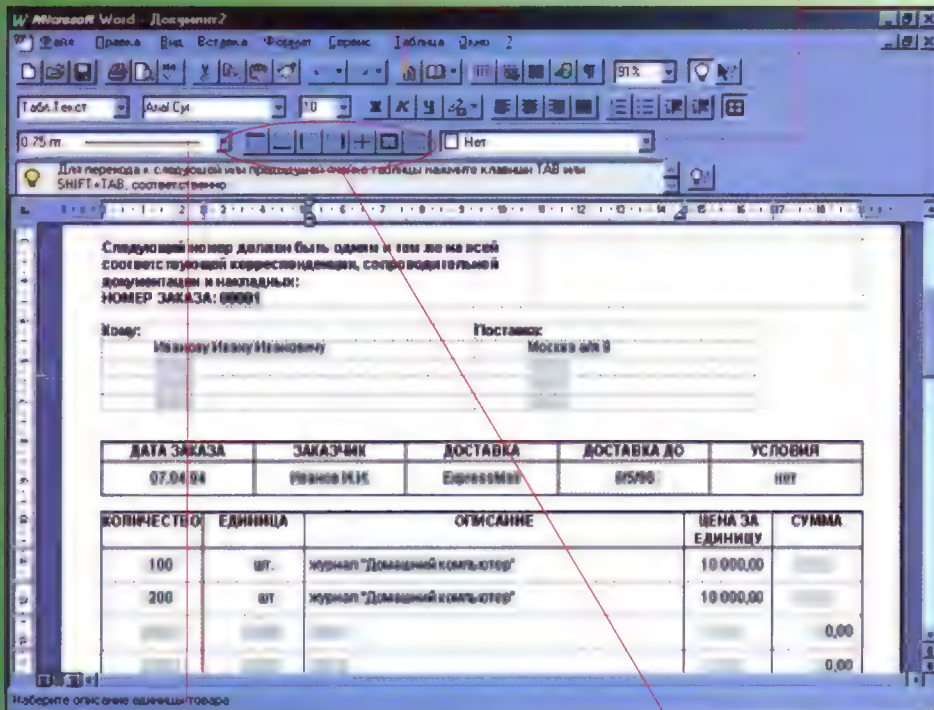 Microsoft Word - Документ2
Файл Правка Вид Вставка Формат Сервис Таблица Окно ?
91%
Табл.Текст Arial Cyr 10 Ж К Ч
0.75 пт Нет
Для перехода к следующей или предыдущей ячейке таблицы нажмите клавиши TAB или
SHIFT+TAB, соответственно
Следующий номер должен быть одним и тем же на всей
соответствующей корреспонденции, сопроводительной
документации и накладных:
НОМЕР ЗАКАЗА: 00001
Кому: Поставка:
Иванову Ивану Ивановичу Москва а/я 9
ДАТА ЗАКАЗА ЗАКАЗЧИК ДОСТАВКА ДОСТАВКА ДО УСЛОВИЯ
07.04.94 Иванов И.И. ExpressMail нет
КОЛИЧЕСТВО ЕДИНИЦА ОПИСАНИЕ ЦЕНА ЗА ЕДИНИЦУ СУММА
100 шт. журнал "Домашний компьютер" 10 000,00
200 шт журнал "Домашний компьютер" 10 000,00
0,00
0,00
Наберите описание единицы товара